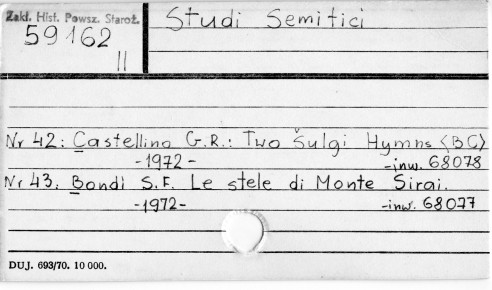 Zakł. Hist. Powsz. Staroż.
59162
II
Studi Semitici
Nr 42: Castellino G.R.: Two Šulgi Hymns <BC>
-1972- -inw. 68078
Nr 43: Bondi S.F. Le stele di Monte Sirai.
-1972- -inw. 68077
DUJ. 693/70. 10 000.